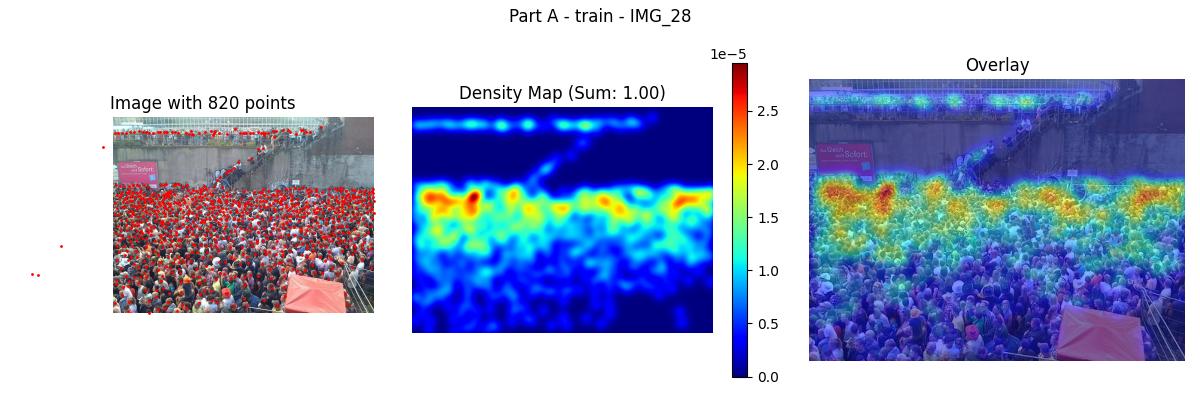 Part A - train - IMG_28
Image with 820 points
Density Map (Sum: 1.00)
1e−5
2.5
2.0
1.5
1.0
0.5
0.0
Overlay
Sofort.